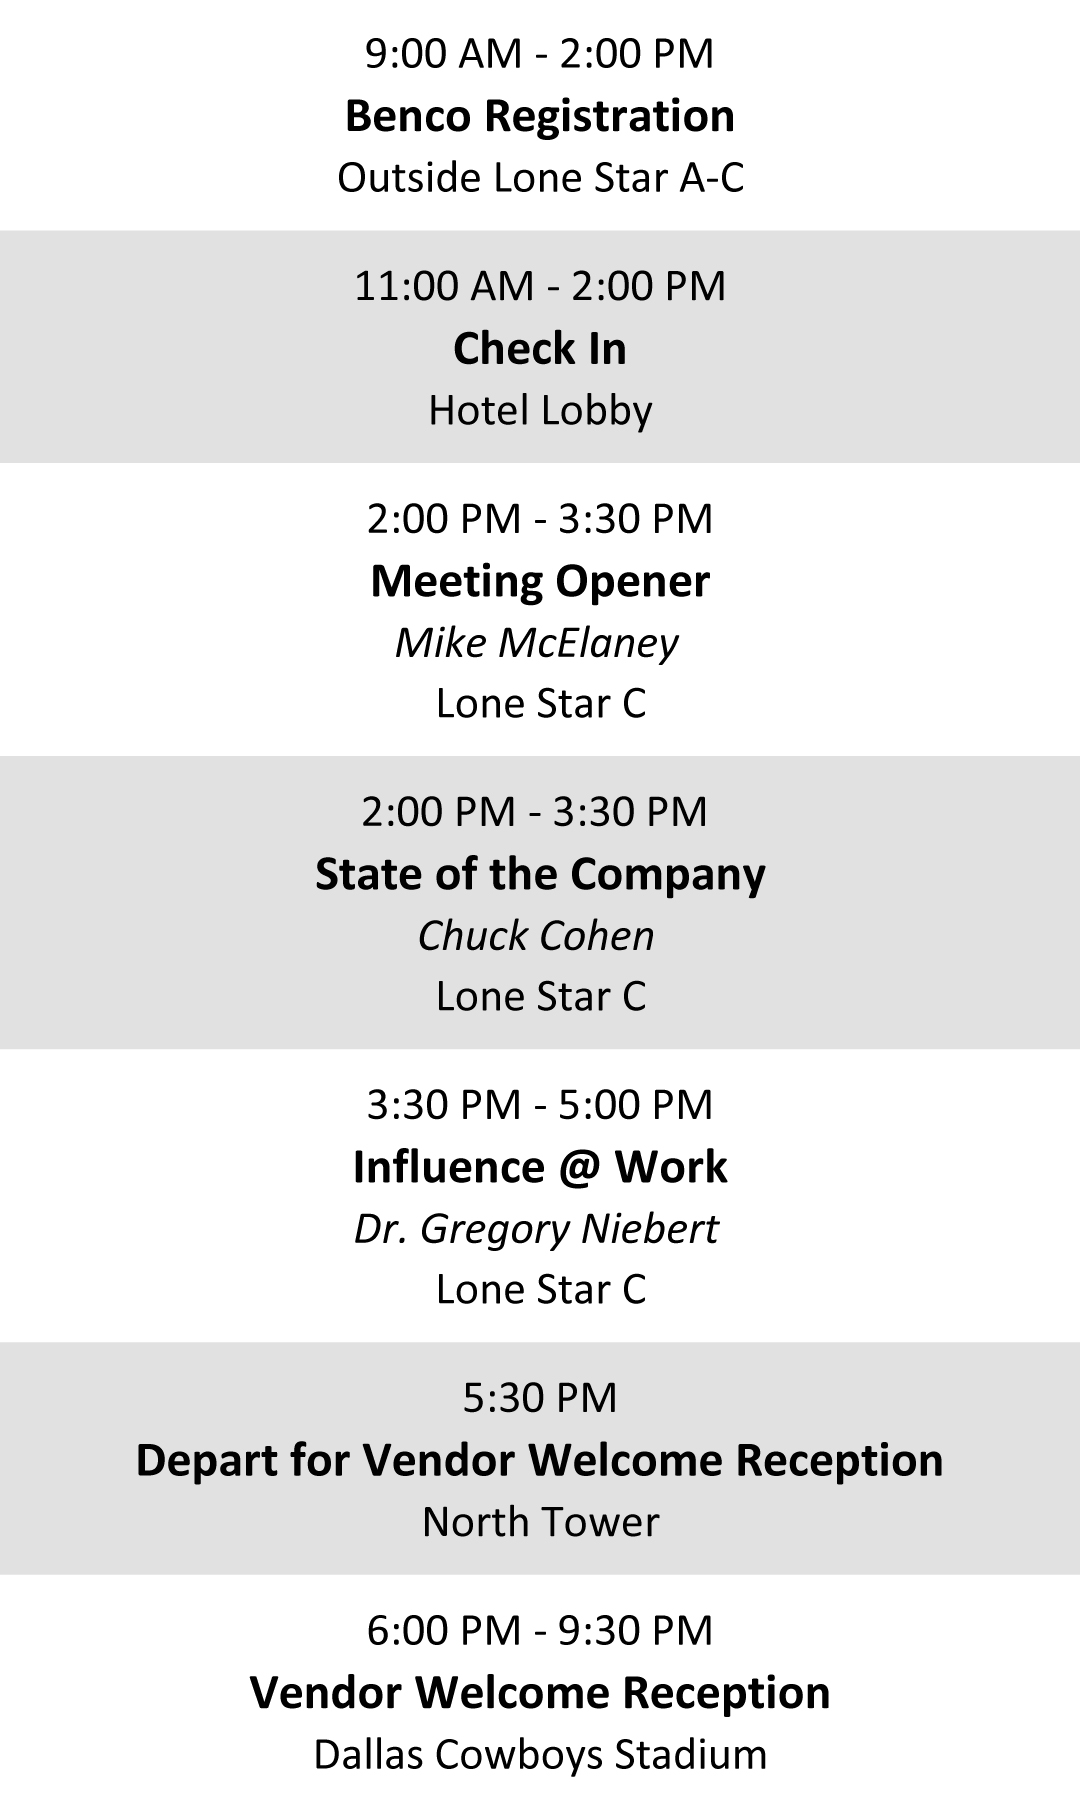 9:00 AM - 2:00 PM
Benco Registration
Outside Lone Star A-C
11:00 AM - 2:00 PM
Check In
Hotel Lobby
2:00 PM - 3:30 PM
Meeting Opener
Mike McElaney
Lone Star C
2:00 PM - 3:30 PM
State of the Company
Chuck Cohen
Lone Star C
3:30 PM - 5:00 PM
Influence @ Work
Dr. Gregory Niebert
Lone Star C
5:30 PM
Depart for Vendor Welcome Reception
North Tower
6:00 PM - 9:30 PM
Vendor Welcome Reception
Dallas Cowboys Stadium